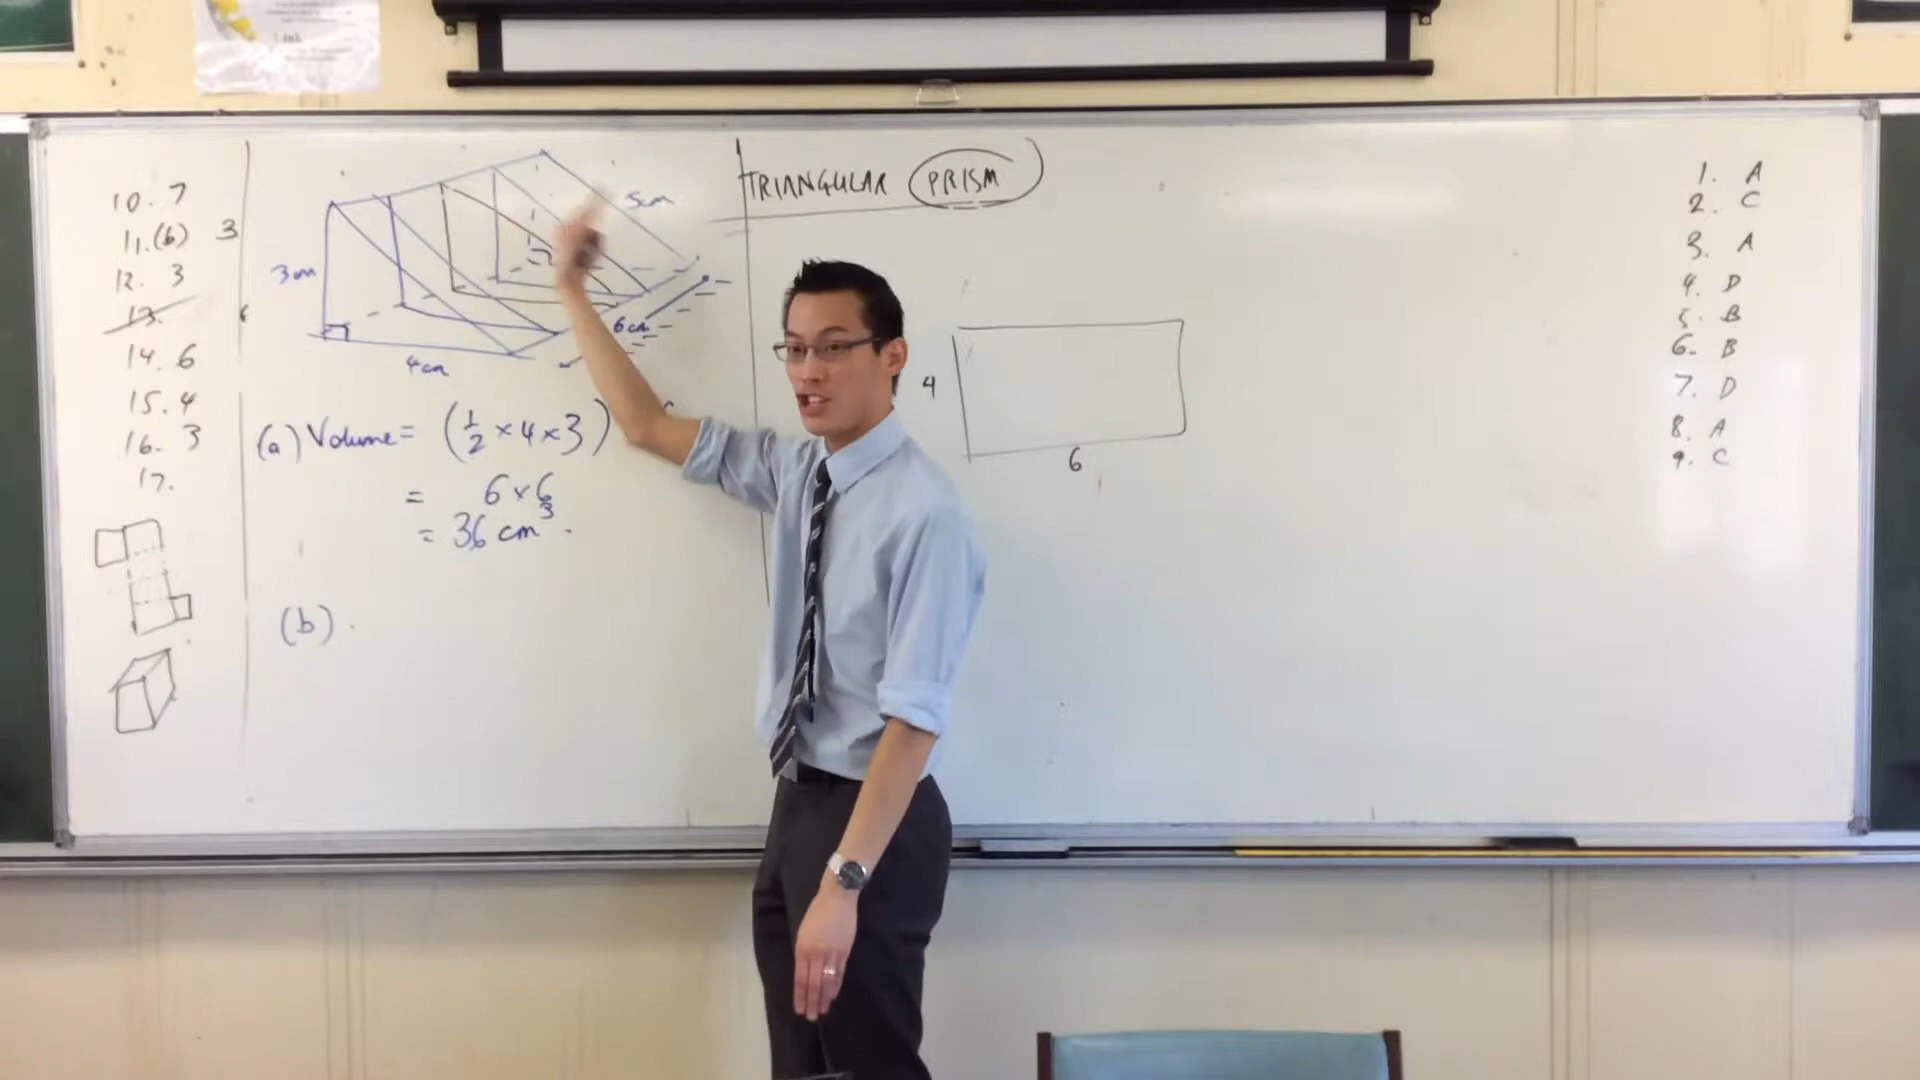 10. 7
11.(b) 3
12. 3
13.
14. 6
15. 4
16. 3
17.
5cm
3cm
6cm
4cm
(a) Volume = (1/2 × 4 × 3)
= 6 × 6
= 36 cm³.
(b).
TRIANGULAR PRISM
4
6
1. A
2. C
3. A
4. D
5. B
6. B
7. D
8. A
9. C